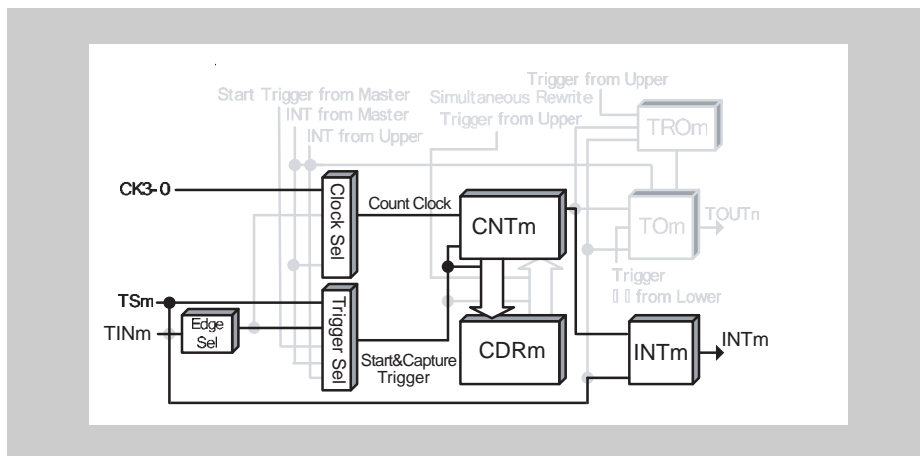 Trigger from Upper
Start Trigger from Master
Simultaneous Rewrite
INT from Master
Trigger from Upper
INT from Upper
TROm
CK3-0
Clock Sel
Count Clock
CNTm
TOm
TOUTn
Trigger
from Lower
TSm
TINm
Edge
Sel
Trigger Sel
Start&Capture
Trigger
CDRm
INTm
INTm